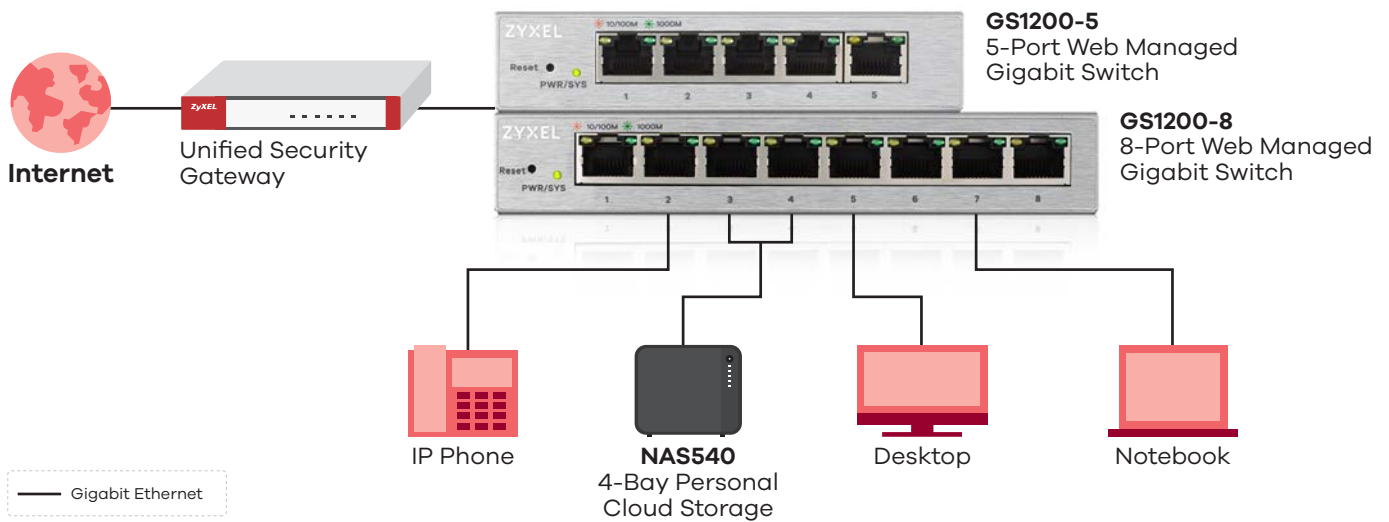 ZYXEL
10/100M 1000M
Reset
PWR/SYS
1 2 3 4 5
GS1200-5
5-Port Web Managed
Gigabit Switch
ZyXEL
Unified Security
Gateway
Internet
ZYXEL
10/100M 1000M
Reset
PWR/SYS
1 2 3 4 5 6 7 8
GS1200-8
8-Port Web Managed
Gigabit Switch
IP Phone
NAS540
4-Bay Personal
Cloud Storage
Desktop
Notebook
Gigabit Ethernet